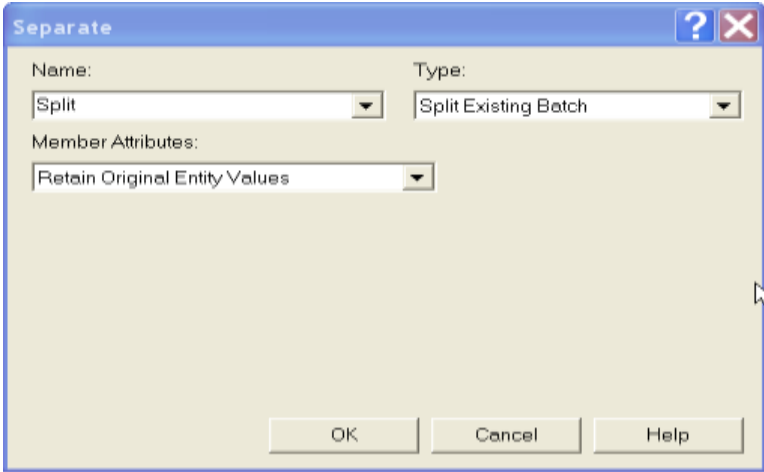 Separate
Name: Type:
Split Split Existing Batch
Member Attributes:
Retain Original Entity Values
OK Cancel Help